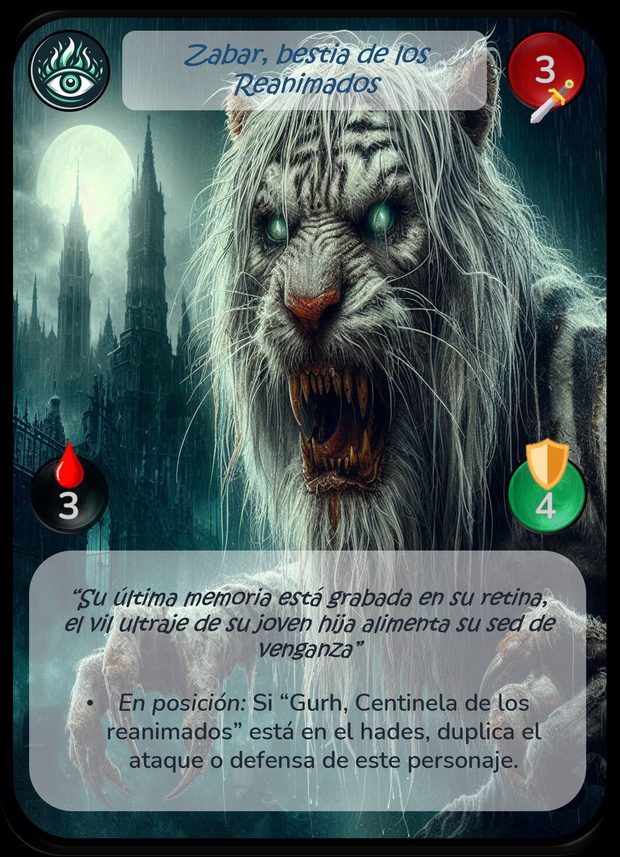 Zabar, bestia de los
Reanimados
3
3
4
“Su última memoria está grabada en su retina,
el vil ultraje de su joven hija alimenta su sed de
venganza”
• En posición: Si “Gurh, Centinela de los
reanimados” está en el hades, duplica el
ataque o defensa de este personaje.